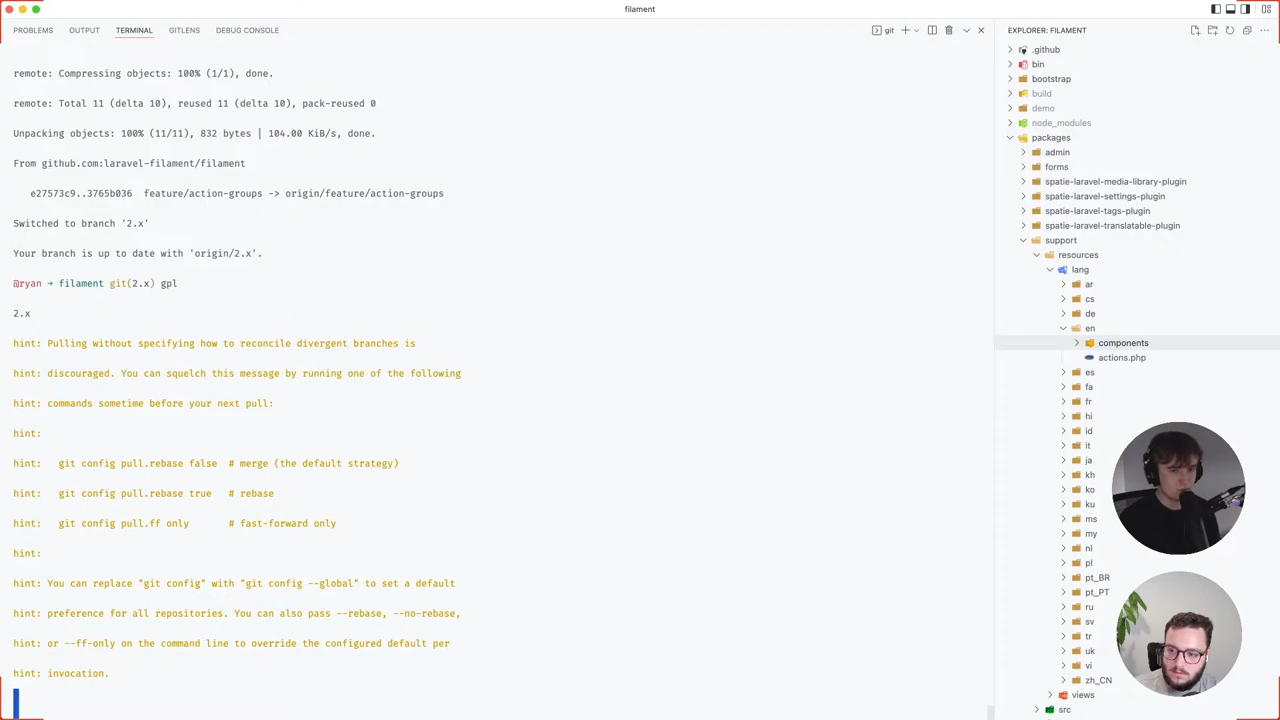 filament
PROBLEMS OUTPUT TERMINAL GITLENS DEBUG CONSOLE
git
remote: Compressing objects: 100% (1/1), done.
remote: Total 11 (delta 10), reused 11 (delta 10), pack-reused 0
Unpacking objects: 100% (11/11), 832 bytes | 104.00 KiB/s, done.
From github.com:laravel-filament/filament
e27573c9..3765b036 feature/action-groups -> origin/feature/action-groups
Switched to branch '2.x'
Your branch is up to date with 'origin/2.x'.
@ryan → filament git(2.x) gpl
2.x
hint: Pulling without specifying how to reconcile divergent branches is
hint: discouraged. You can squelch this message by running one of the following
hint: commands sometime before your next pull:
hint:
hint: git config pull.rebase false # merge (the default strategy)
hint: git config pull.rebase true # rebase
hint: git config pull.ff only # fast-forward only
hint:
hint: You can replace "git config" with "git config --global" to set a default
hint: preference for all repositories. You can also pass --rebase, --no-rebase,
hint: or --ff-only on the command line to override the configured default per
hint: invocation.
EXPLORER: FILAMENT
.github
bin
bootstrap
build
demo
node_modules
packages
admin
forms
spatie-laravel-media-library-plugin
spatie-laravel-settings-plugin
spatie-laravel-tags-plugin
spatie-laravel-translatable-plugin
support
resources
lang
ar
cs
de
en
components
actions.php
es
fa
fr
hi
id
it
ja
kh
ko
ku
ms
my
nl
pl
pt_BR
pt_PT
ru
sv
tr
uk
vi
zh_CN
views
src